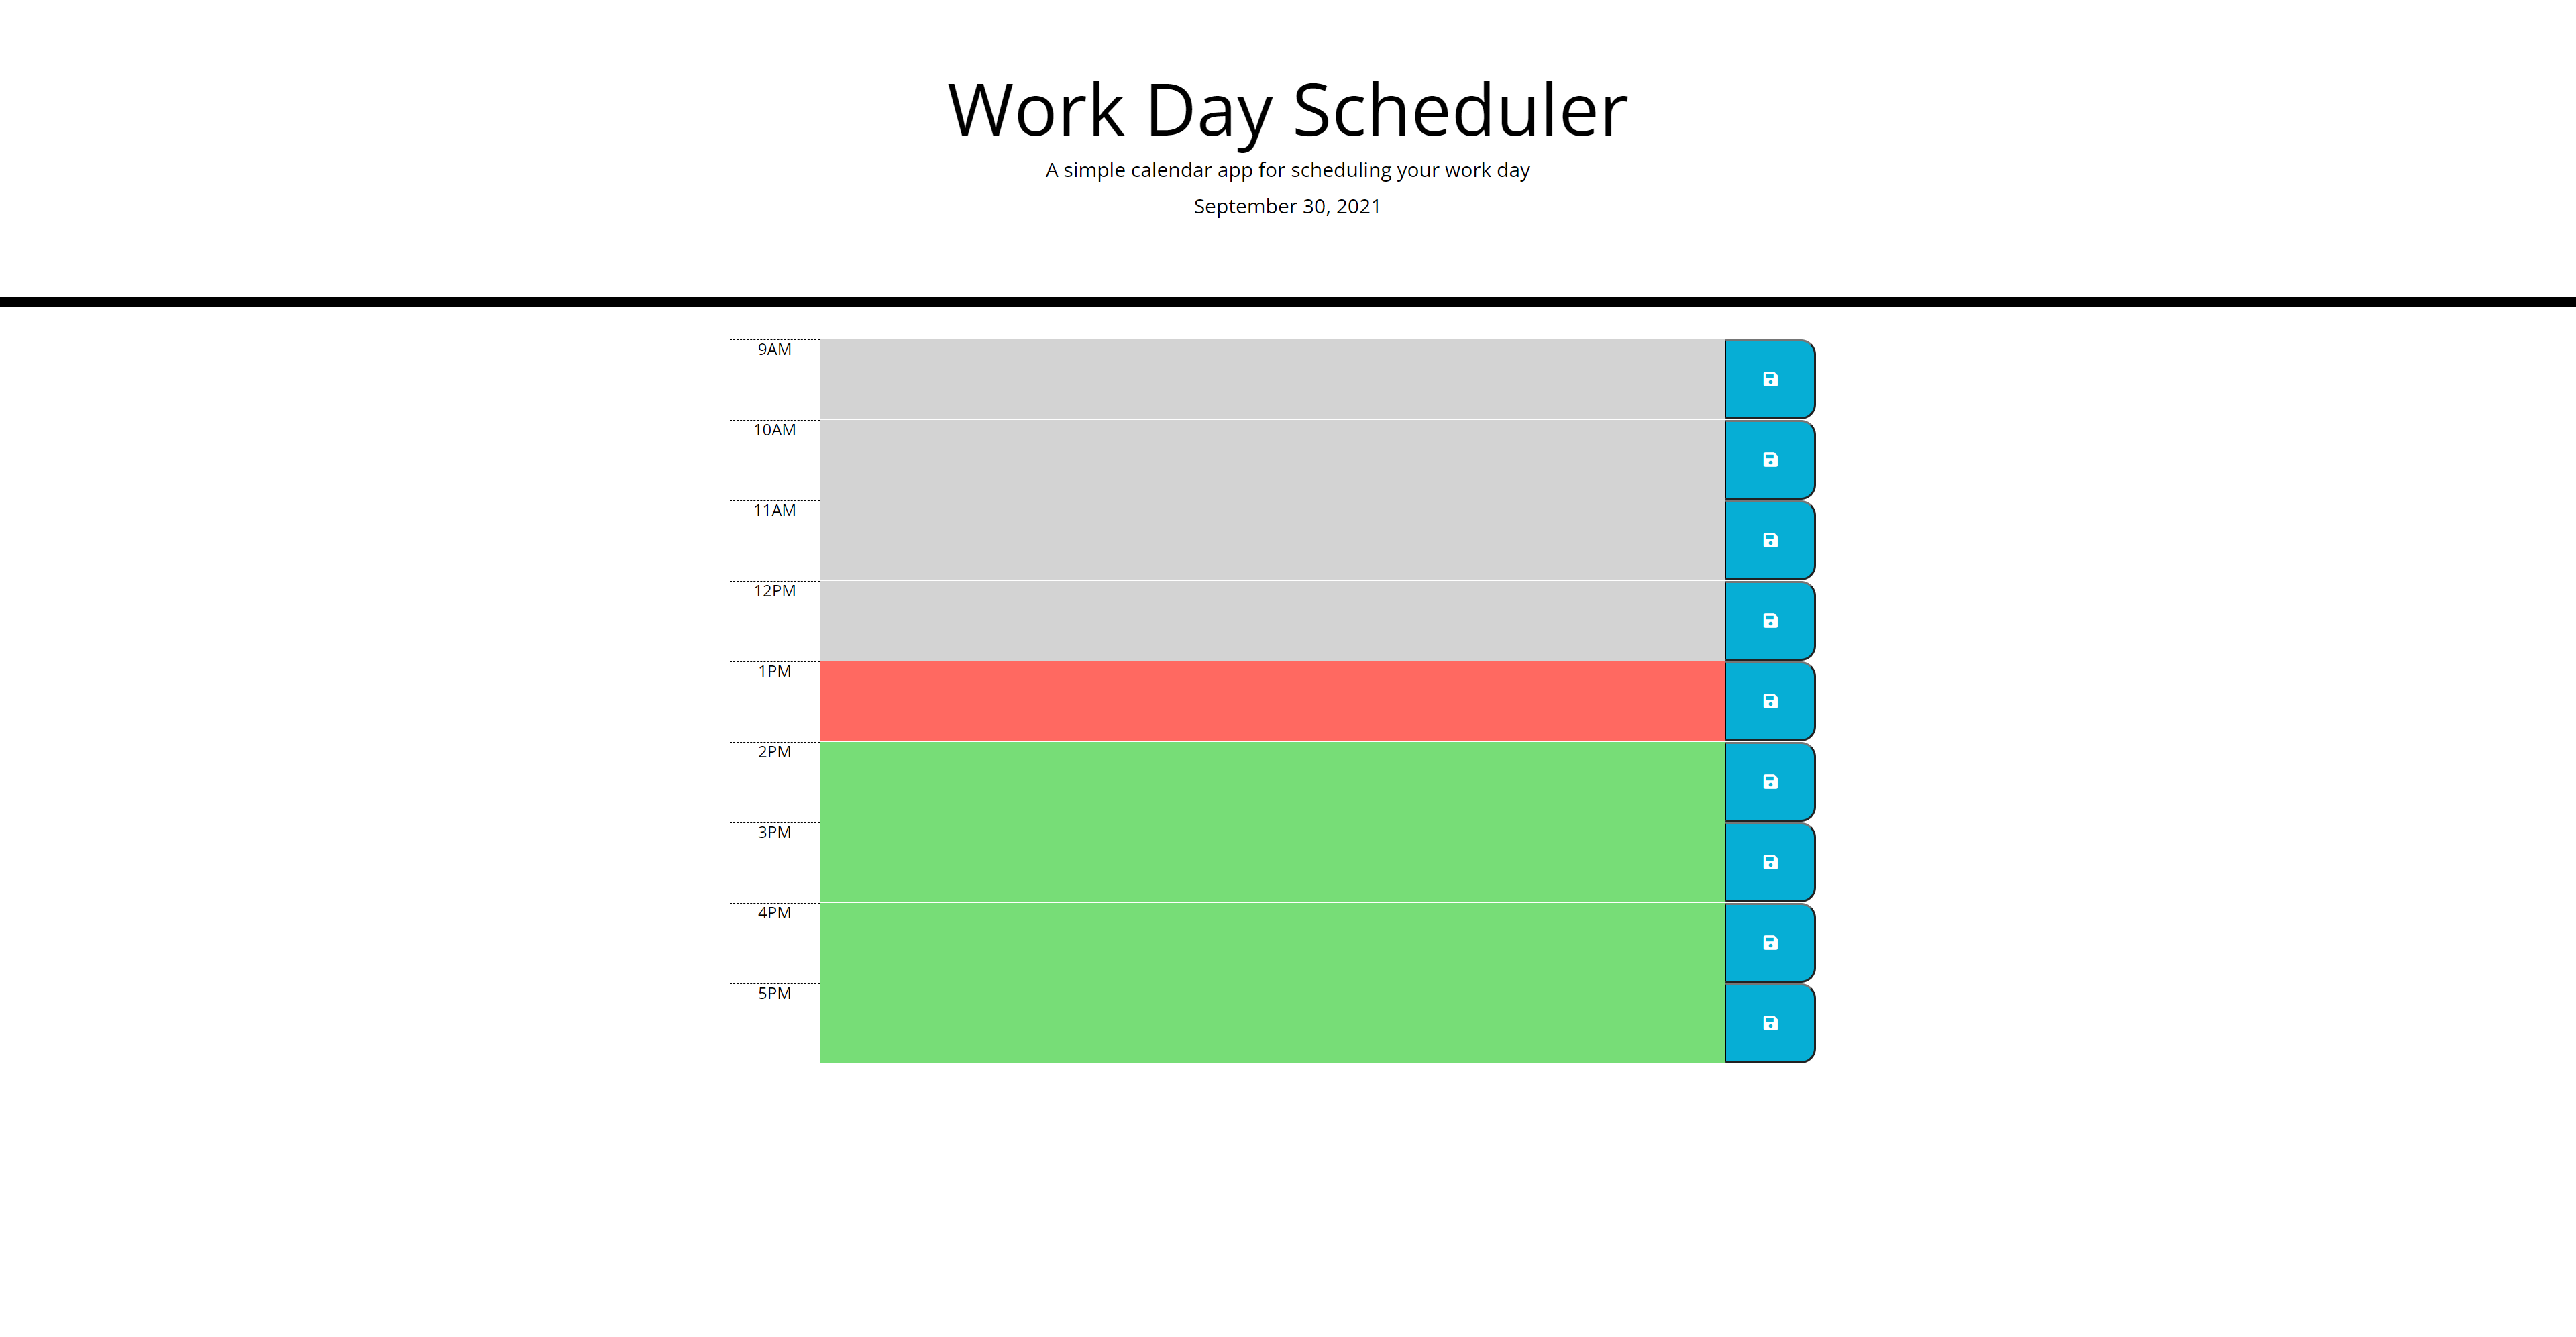 Work Day Scheduler
A simple calendar app for scheduling your work day
September 30, 2021
9AM
10AM
11AM
12PM
1PM
2PM
3PM
4PM
5PM